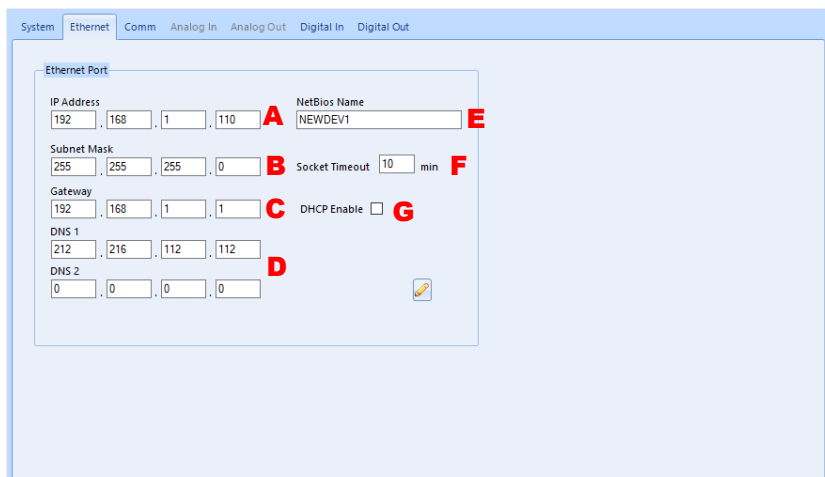 System Ethernet Comm Analog In Analog Out Digital In Digital Out
Ethernet Port
IP Address NetBios Name
192 . 168 . 1 . 110 A NEWDEV1 E
Subnet Mask
255 . 255 . 255 . 0 B Socket Timeout 10 min F
Gateway
192 . 168 . 1 . 1 C DHCP Enable G
DNS 1
212 . 216 . 112 . 112
D
DNS 2
0 . 0 . 0 . 0